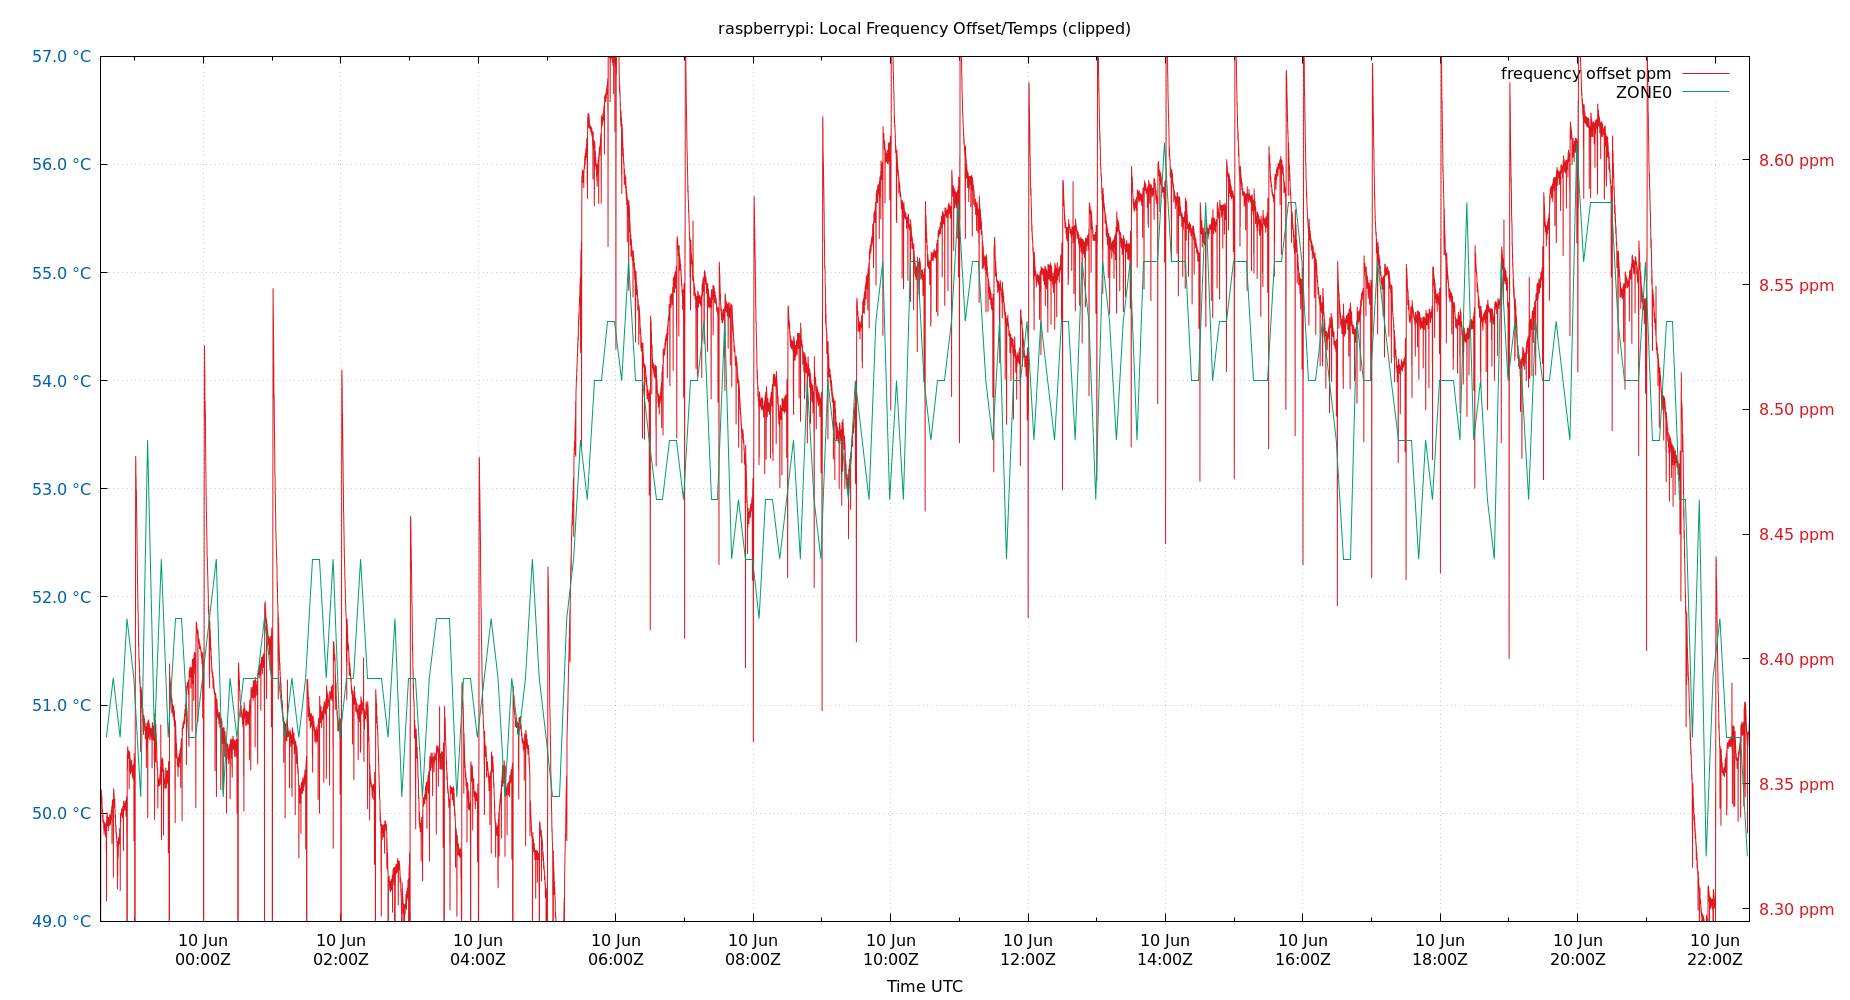 raspberrypi: Local Frequency Offset/Temps (clipped)
57.0 °C
56.0 °C
55.0 °C
54.0 °C
53.0 °C
52.0 °C
51.0 °C
50.0 °C
49.0 °C
frequency offset ppm
ZONE0
8.60 ppm
8.55 ppm
8.50 ppm
8.45 ppm
8.40 ppm
8.35 ppm
8.30 ppm
10 Jun
00:00Z
10 Jun
02:00Z
10 Jun
04:00Z
10 Jun
06:00Z
10 Jun
08:00Z
10 Jun
10:00Z
10 Jun
12:00Z
10 Jun
14:00Z
10 Jun
16:00Z
10 Jun
18:00Z
10 Jun
20:00Z
10 Jun
22:00Z
Time UTC